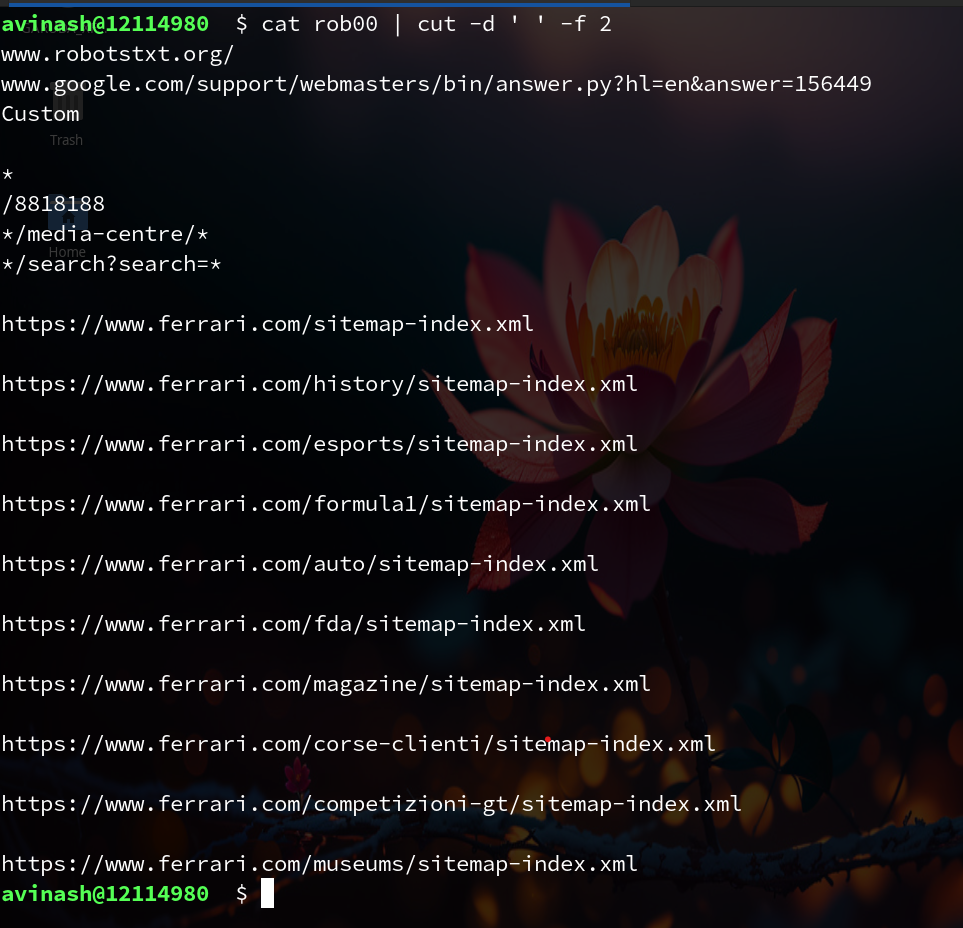 avinash@12114980  $ cat rob00 | cut -d ' ' -f 2
www.robotstxt.org/
www.google.com/support/webmasters/bin/answer.py?hl=en&answer=156449
Custom
Trash
*
/8818188
*/media-centre/*
Home
*/search?search=*
https://www.ferrari.com/sitemap-index.xml
https://www.ferrari.com/history/sitemap-index.xml
https://www.ferrari.com/esports/sitemap-index.xml
https://www.ferrari.com/formula1/sitemap-index.xml
https://www.ferrari.com/auto/sitemap-index.xml
https://www.ferrari.com/fda/sitemap-index.xml
https://www.ferrari.com/magazine/sitemap-index.xml
https://www.ferrari.com/corse-clienti/sitemap-index.xml
https://www.ferrari.com/competizioni-gt/sitemap-index.xml
https://www.ferrari.com/museums/sitemap-index.xml
avinash@12114980  $